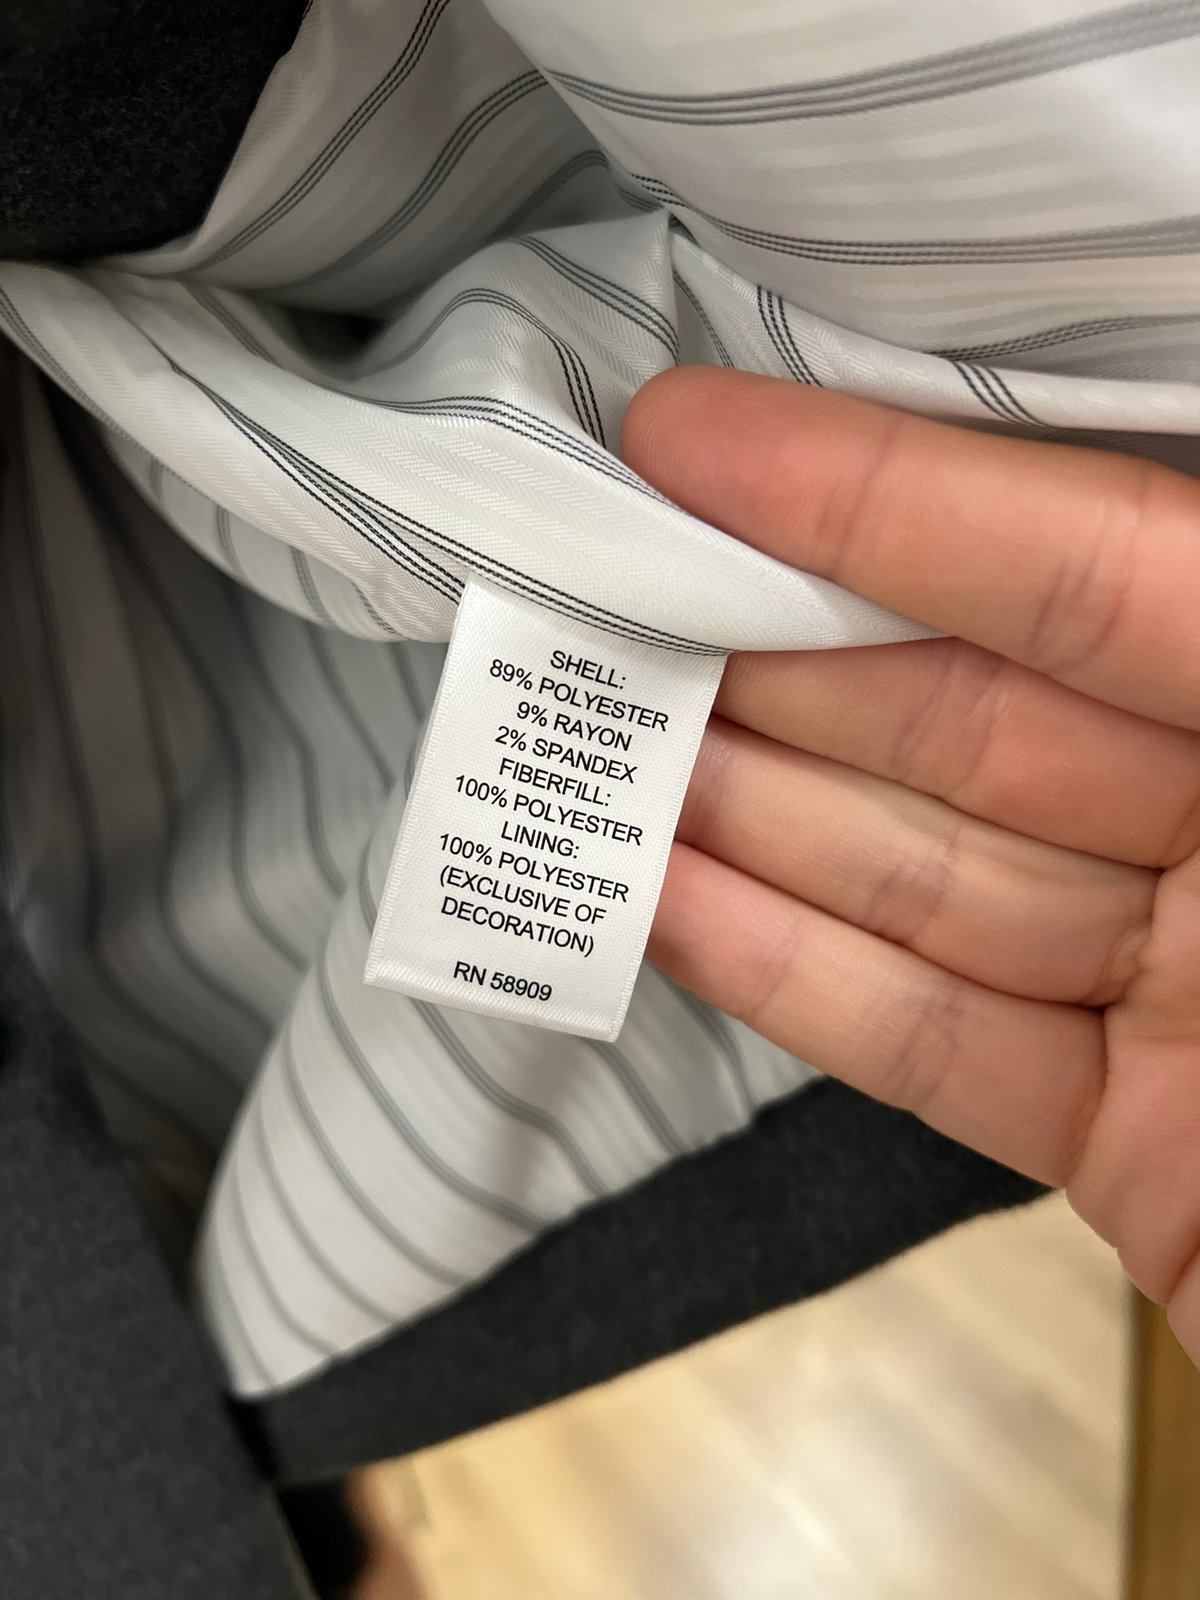 SHELL:
89% POLYESTER
9% RAYON
2% SPANDEX
FIBERFILL:
100% POLYESTER
LINING:
100% POLYESTER
(EXCLUSIVE OF
DECORATION)
RN 58909